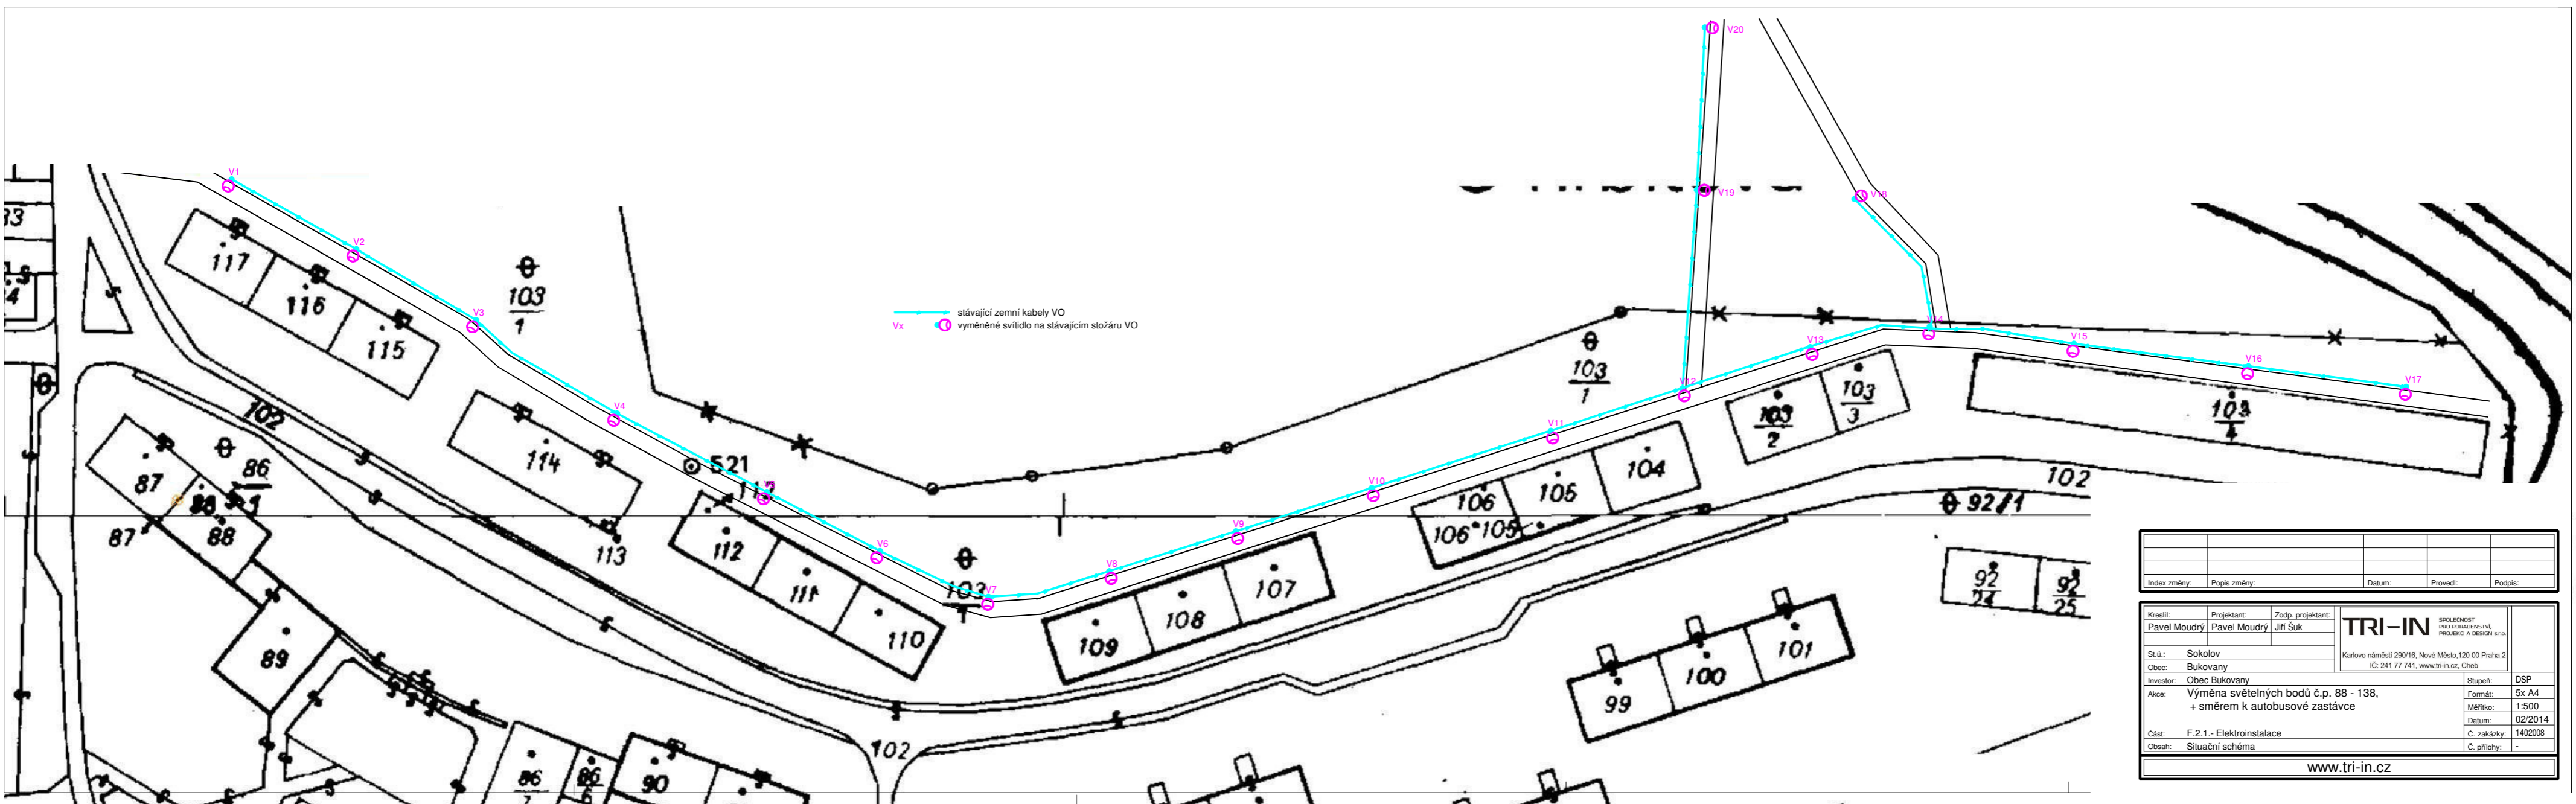 V20
V19
V18
V1
V2
V3
V4
V6
V7
V8
V9
V10
V11
V12
V13
V14
V15
V16
V17
stávající zemní kabely VO
Vx vyměněné svítidlo na stávajícím stožáru VO
117
116
115
103
1
103
1
114
521
112
113
112
111
110
109
108
107
106
105
104
106
105
103
2
103
3
102
102
102
92/1
92
24
92
25
87
86
88
87
89
86
90
99
100
101
Index změny: Popis změny: Datum: Provedl: Podpis:
Kreslil: Projektant: Zodp. projektant:
Pavel Moudrý Pavel Moudrý Jiří Šuk
TRI-IN
SPOLEČNOST
PRO PORADENSTVÍ,
PROJEKCI A DESIGN s.r.o.
Karlovo náměstí 290/16, Nové Město,120 00 Praha 2
IČ: 241 77 741, www.tri-in.cz, Cheb
St.ú.: Sokolov
Obec: Bukovany
Investor: Obec Bukovany
Stupeň: DSP
Akce: Výměna světelných bodů č.p. 88 - 138,
+ směrem k autobusové zastávce
Formát: 5x A4
Měřítko: 1:500
Datum: 02/2014
Část: F.2.1.- Elektroinstalace
Č. zakázky: 1402008
Obsah: Situační schéma
Č. přílohy: -
www.tri-in.cz